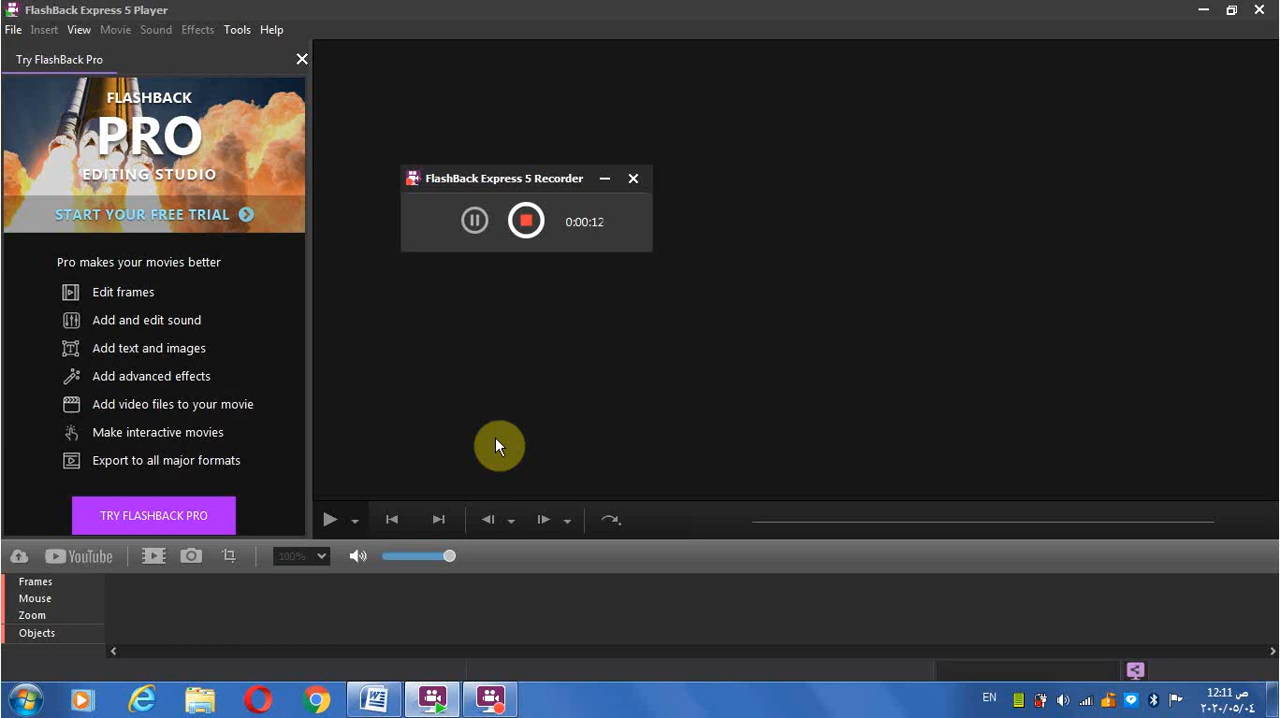 FlashBack Express 5 Player
File Insert View Movie Sound Effects Tools Help
Try FlashBack Pro
FLASHBACK
PRO
EDITING STUDIO
START YOUR FREE TRIAL
Pro makes your movies better
Edit frames
Add and edit sound
Add text and images
Add advanced effects
Add video files to your movie
Make interactive movies
Export to all major formats
TRY FLASHBACK PRO
FlashBack Express 5 Recorder
0:00:12
YouTube
100%
Frames
Mouse
Zoom
Objects
EN
12:11 ص
٢٠٢٠/٠٥/٠٤